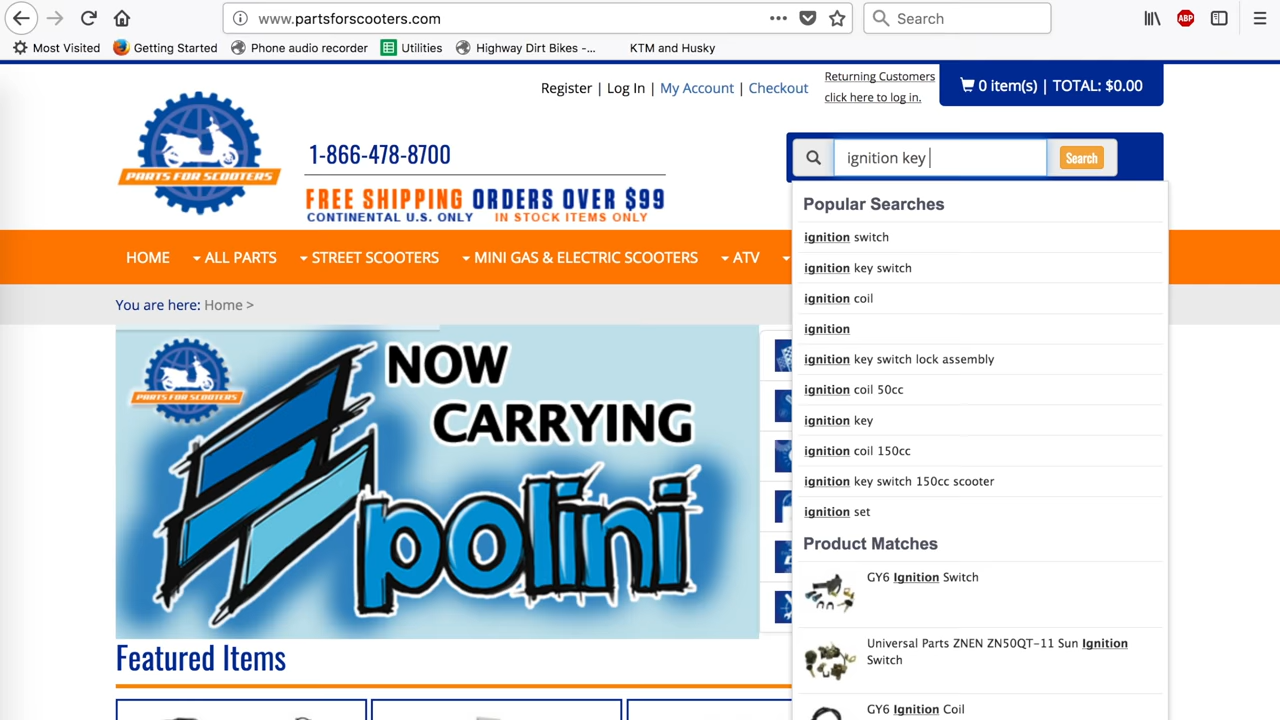 www.partsforscooters.com
Search
ABP
Most Visited
Getting Started
Phone audio recorder
Utilities
Highway Dirt Bikes -...
KTM and Husky
Register | Log In | My Account | Checkout
Returning Customers
click here to log in.
0 item(s) | TOTAL: $0.00
PARTS FOR SCOOTERS
1-866-478-8700
FREE SHIPPING ORDERS OVER $99
CONTINENTAL U.S. ONLY IN STOCK ITEMS ONLY
ignition key
Search
HOME
ALL PARTS
STREET SCOOTERS
MINI GAS & ELECTRIC SCOOTERS
ATV
You are here: Home >
PARTS FOR SCOOTERS
NOW
CARRYING
polini
Featured Items
Popular Searches
ignition switch
ignition key switch
ignition coil
ignition
ignition key switch lock assembly
ignition coil 50cc
ignition key
ignition coil 150cc
ignition key switch 150cc scooter
ignition set
Product Matches
GY6 Ignition Switch
Universal Parts ZNEN ZN50QT-11 Sun Ignition
Switch
GY6 Ignition Coil